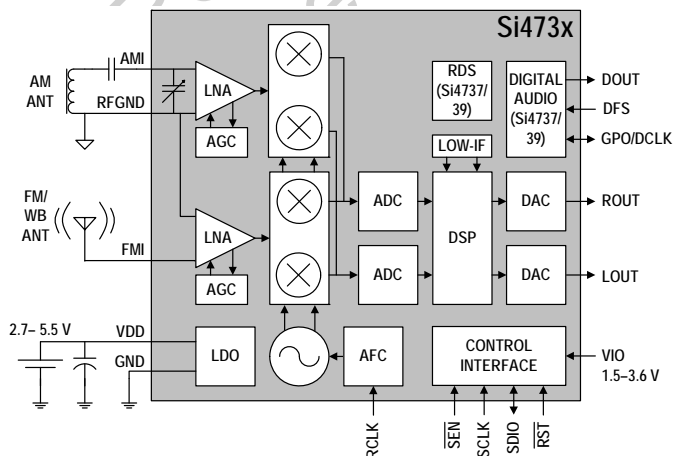 Si473x
AMI
AM
ANT
RFGND
LNA
AGC
RDS
(Si4737/
39)
DIGITAL
AUDIO
(Si4737/
39)
DOUT
DFS
GPO/DCLK
LOW-IF
FM/
WB
ANT
FMI
LNA
AGC
ADC
ADC
DSP
DAC
DAC
ROUT
LOUT
2.7– 5.5 V
VDD
GND
LDO
AFC
CONTROL
INTERFACE
VIO
1.5–3.6 V
RCLK
SEN
SCLK
SDIO
RST